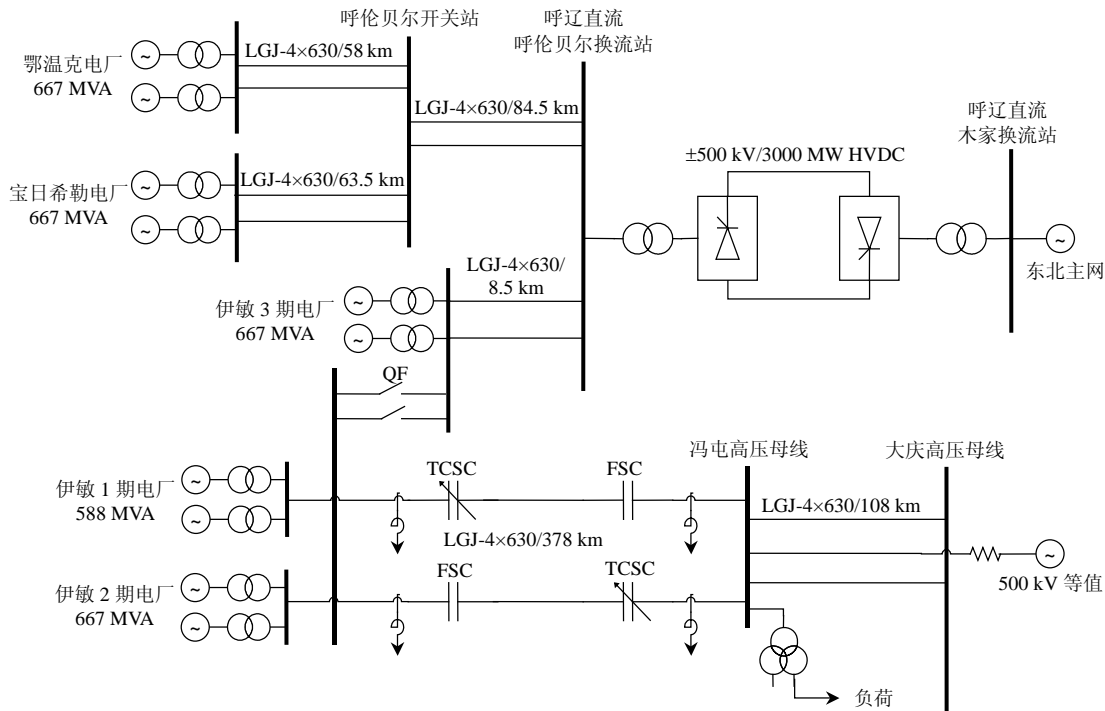 呼伦贝尔开关站
呼辽直流
呼伦贝尔换流站
鄂温克电厂
667 MVA
~
~
LGJ-4×630/58 km
LGJ-4×630/84.5 km
宝日希勒电厂
667 MVA
~
~
LGJ-4×630/63.5 km
±500 kV/3000 MW HVDC
呼辽直流
木家换流站
~
东北主网
伊敏 3 期电厂
667 MVA
~
~
LGJ-4×630/
8.5 km
QF
伊敏 1 期电厂
588 MVA
~
~
TCSC
FSC
冯屯高压母线
大庆高压母线
LGJ-4×630/108 km
LGJ-4×630/378 km
~
500 kV 等值
伊敏 2 期电厂
667 MVA
~
~
FSC
TCSC
负荷